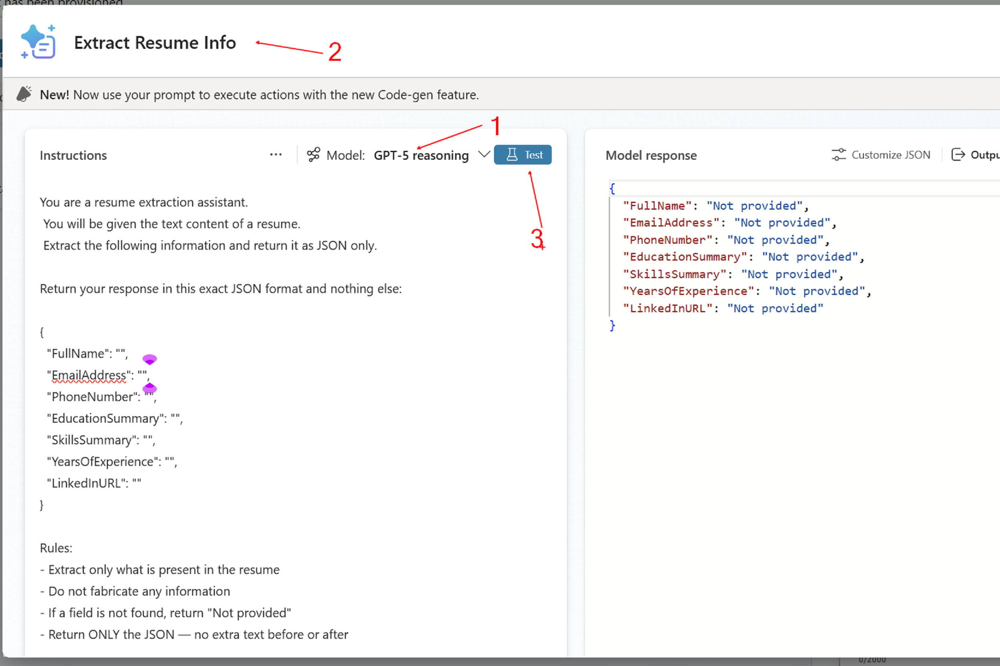 has been provisioned
Extract Resume Info
2
New! Now use your prompt to execute actions with the new Code-gen feature.
1
Instructions
Model: GPT-5 reasoning
Test
3
You are a resume extraction assistant.
You will be given the text content of a resume.
Extract the following information and return it as JSON only.
Return your response in this exact JSON format and nothing else:
{
"FullName": "",
"EmailAddress": "",
"PhoneNumber": "",
"EducationSummary": "",
"SkillsSummary": "",
"YearsOfExperience": "",
"LinkedInURL": ""
}
Rules:
- Extract only what is present in the resume
- Do not fabricate any information
- If a field is not found, return "Not provided"
- Return ONLY the JSON — no extra text before or after
Model response
Customize JSON
Outpu
{
"FullName": "Not provided",
"EmailAddress": "Not provided",
"PhoneNumber": "Not provided",
"EducationSummary": "Not provided",
"SkillsSummary": "Not provided",
"YearsOfExperience": "Not provided",
"LinkedInURL": "Not provided"
}
0/2000